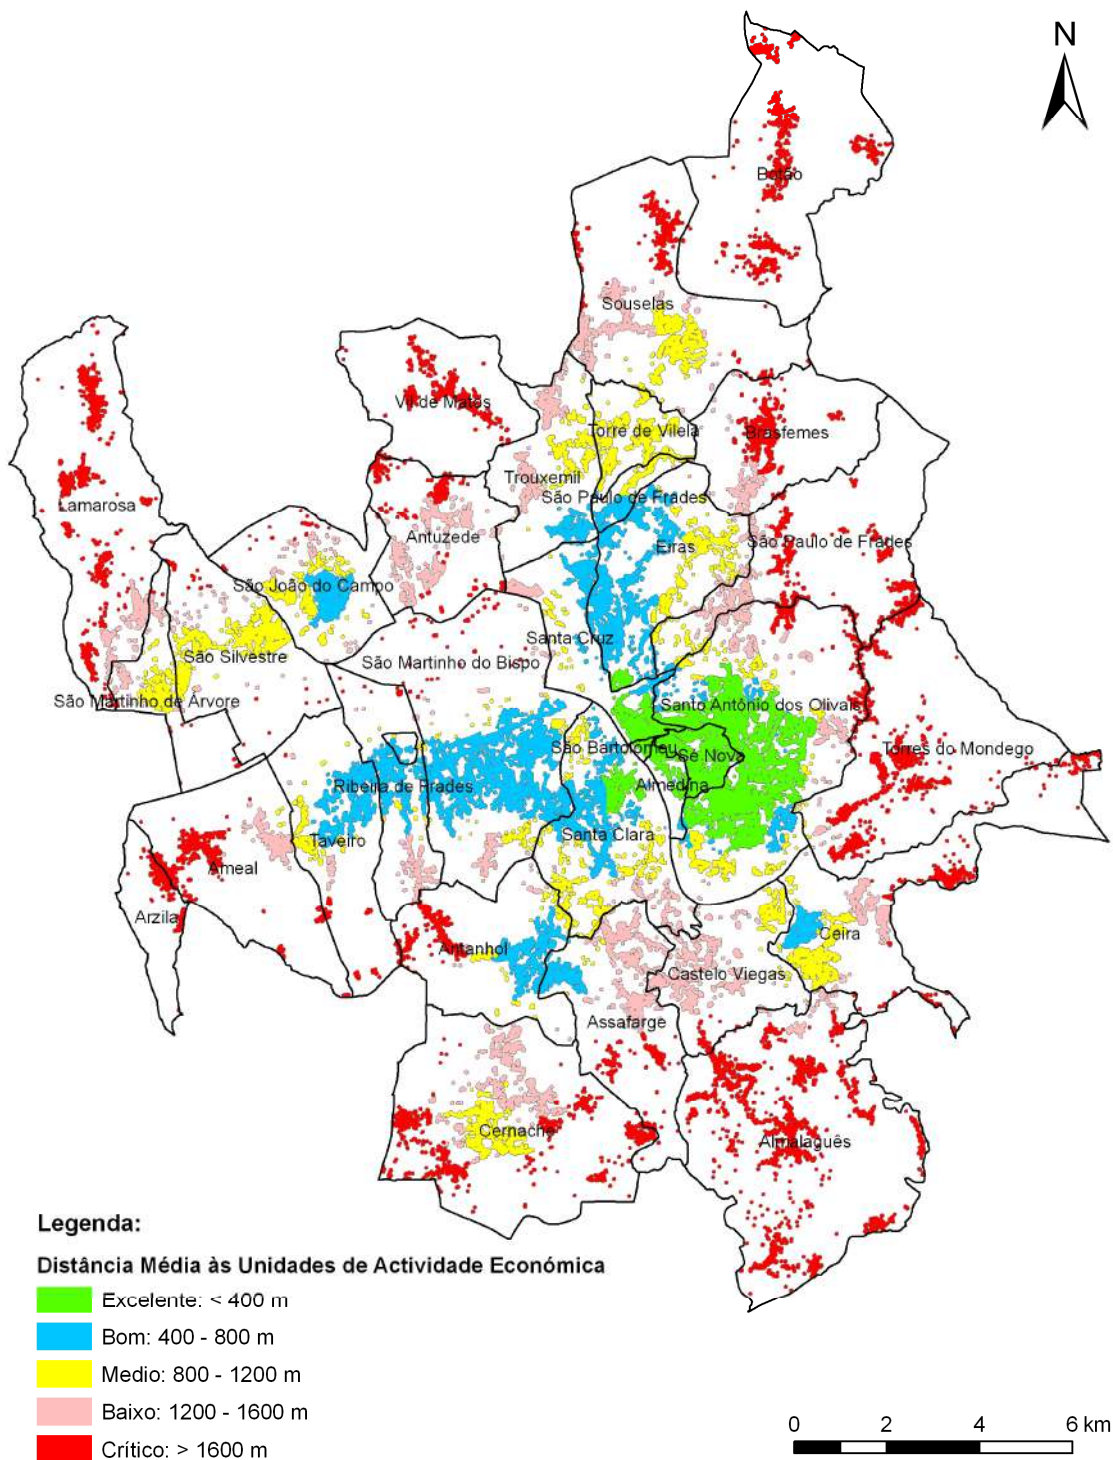 N
Botão
Souselas
Vil de Matos
Torre de Vilela
Brasfemes
Trouxemil
São Paulo de Frades
Lamarosa
Antuzede
Eiras
São Paulo de Frades
São João do Campo
Santa Cruz
São Silvestre
São Martinho do Bispo
São Martinho de Árvore
Santo António dos Olivais
São Bartolomeu
Sé Nova
Torres do Mondego
Ribeira de Frades
Almedina
Taveiro
Santa Clara
Ameal
Arzila
Antanhol
Ceira
Castelo Viegas
Assafarge
Cernache
Almalaguês
Legenda:
Distância Média às Unidades de Actividade Económica
Excelente: < 400 m
Bom: 400 - 800 m
Medio: 800 - 1200 m
Baixo: 1200 - 1600 m
Crítico: > 1600 m
0 2 4 6 km